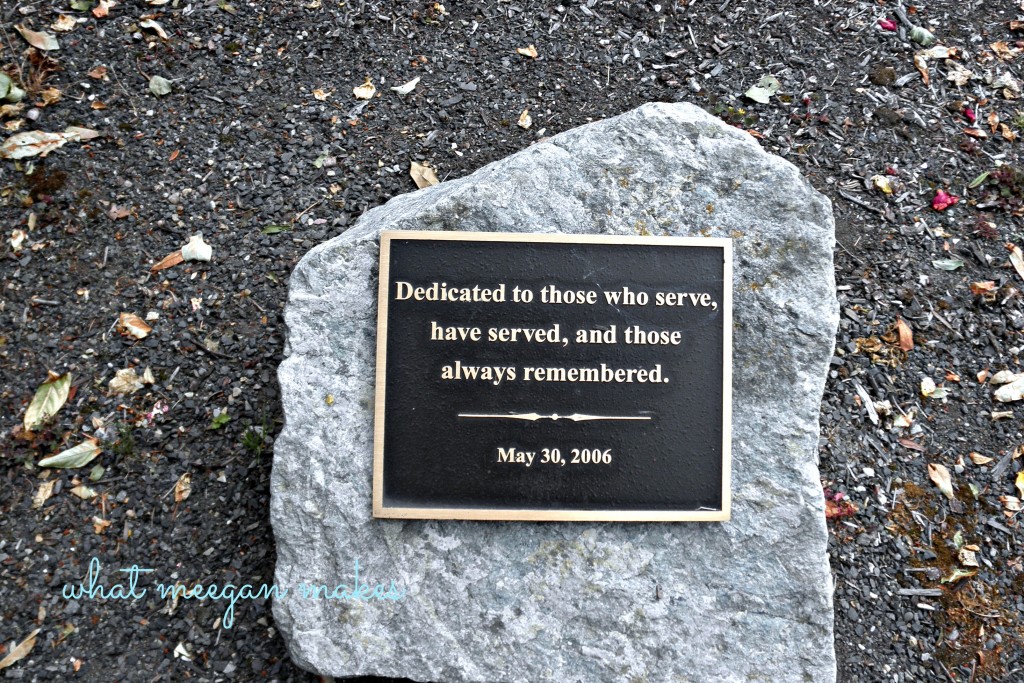 Dedicated to those who serve,
have served, and those
always remembered.
May 30, 2006
what meegan makes